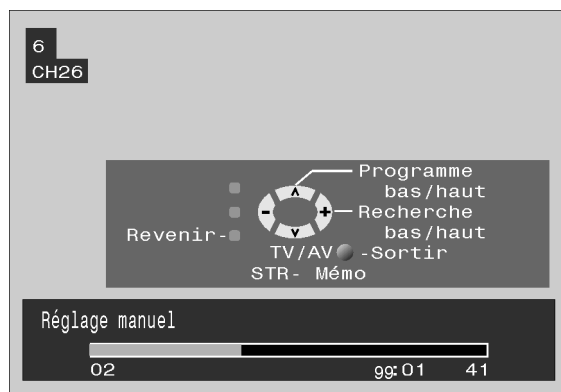 6
CH26
Programme
bas/haut
- + Recherche
Revenir- bas/haut
TV/AV -Sortir
STR- Mémo
Réglage manuel
02 99:01 41